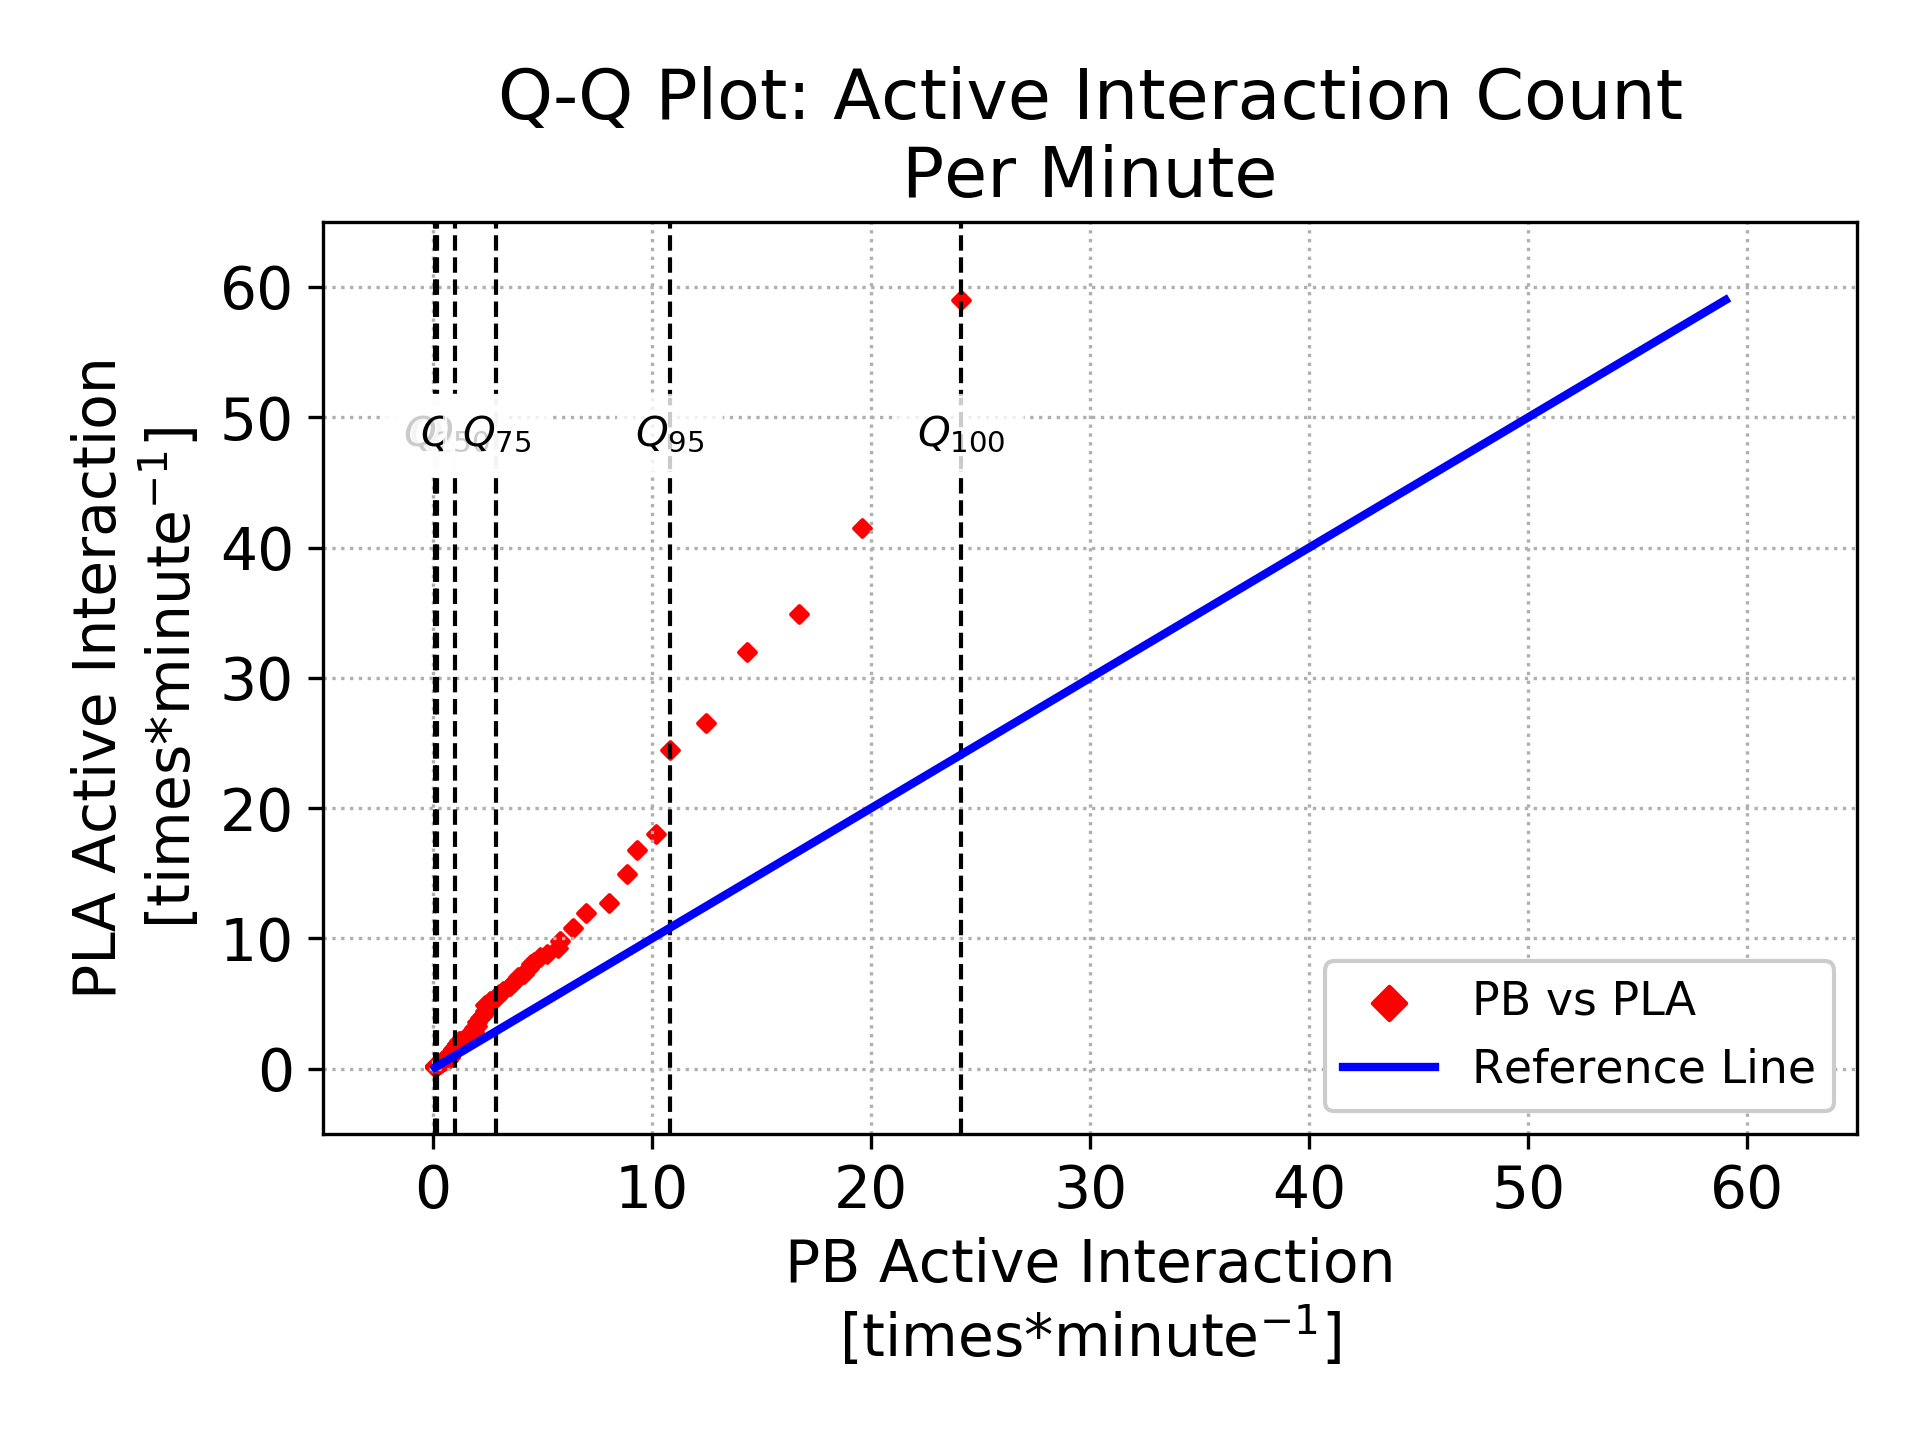 Q-Q Plot: Active Interaction Count
Per Minute
PLA Active Interaction
[times*minute⁻¹]
60
50
40
30
20
10
0
Q₇₅
Q₉₅
Q₁₀₀
PB vs PLA
Reference Line
0 10 20 30 40 50 60
PB Active Interaction
[times*minute⁻¹]